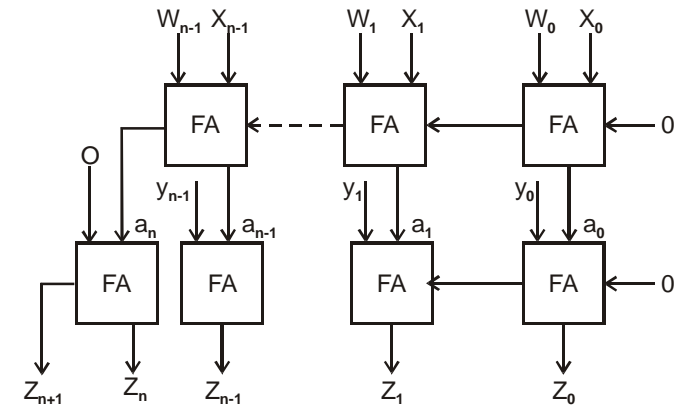 Wn-1 Xn-1 W1 X1 W0 X0
FA FA FA 0
O
yn-1 y1 y0
an an-1 a1 a0
FA FA FA FA 0
Zn+1 Zn Zn-1 Z1 Z0